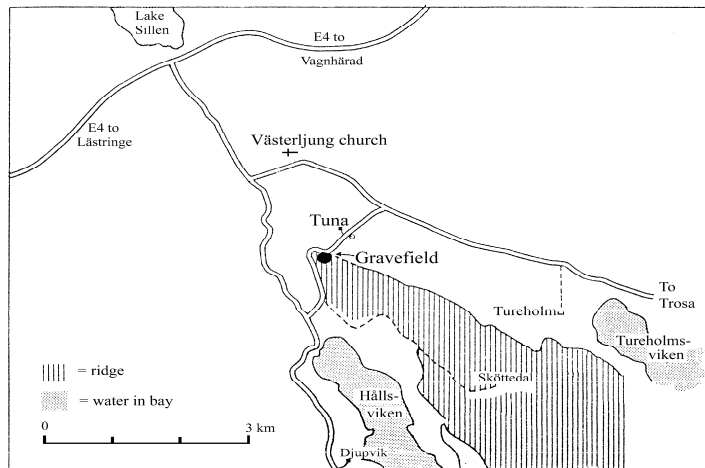 Lake
Sillen
E4 to
Vagnhärad
E4 to
Lästringe
Västerljung church
Tuna
Gravefield
To
Trosa
Tureholm
Tureholms-
viken
= ridge
Sköttedal
= water in bay
Hålls-
viken
0 3 km
Djupvik